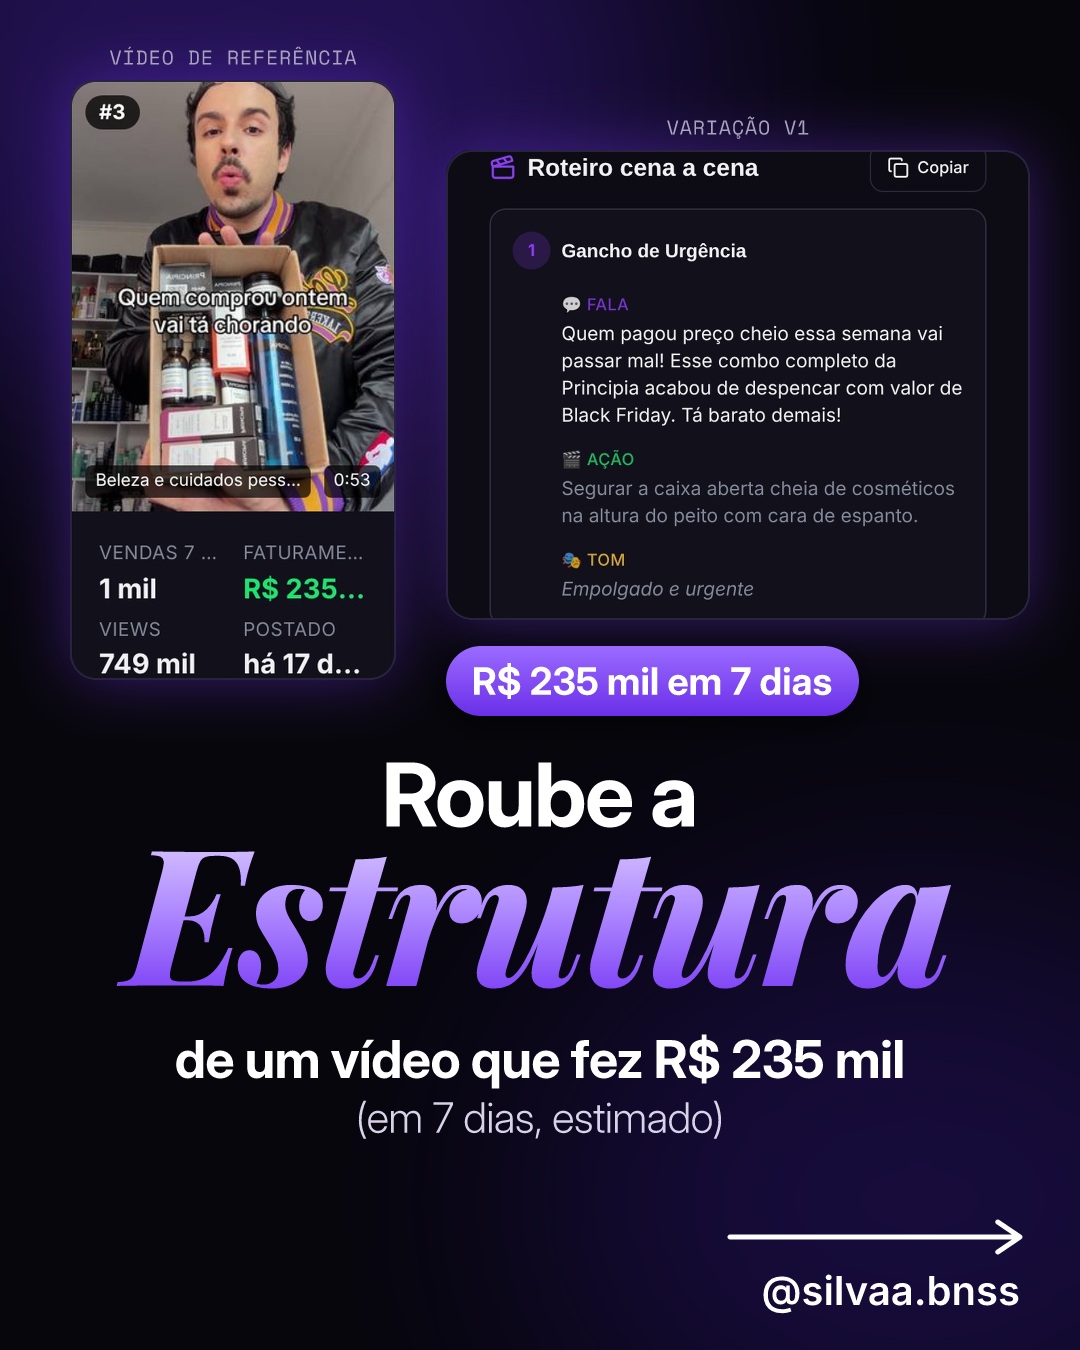 VÍDEO DE REFERÊNCIA
#3
PRINCIPIA
Quem comprou ontem
vai tá chorando
LAKERS
Beleza e cuidados pess...
0:53
VENDAS 7 ...
FATURAME...
1 mil
R$ 235...
VIEWS
POSTADO
749 mil
há 17 d...
VARIAÇÃO V1
Roteiro cena a cena
Copiar
1
Gancho de Urgência
💬 FALA
Quem pagou preço cheio essa semana vai
passar mal! Esse combo completo da
Principia acabou de despencar com valor de
Black Friday. Tá barato demais!
🎬 AÇÃO
Segurar a caixa aberta cheia de cosméticos
na altura do peito com cara de espanto.
🎭 TOM
Empolgado e urgente
R$ 235 mil em 7 dias
Roube a
Estrutura
de um vídeo que fez R$ 235 mil
(em 7 dias, estimado)
@silvaa.bnss